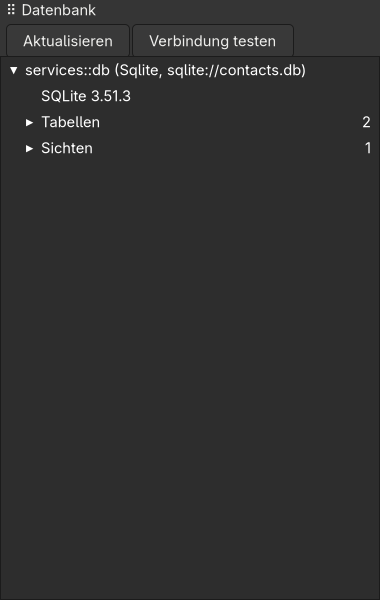 Datenbank
Aktualisieren Verbindung testen
services::db (Sqlite, sqlite://contacts.db)
SQLite 3.51.3
Tabellen 2
Sichten 1